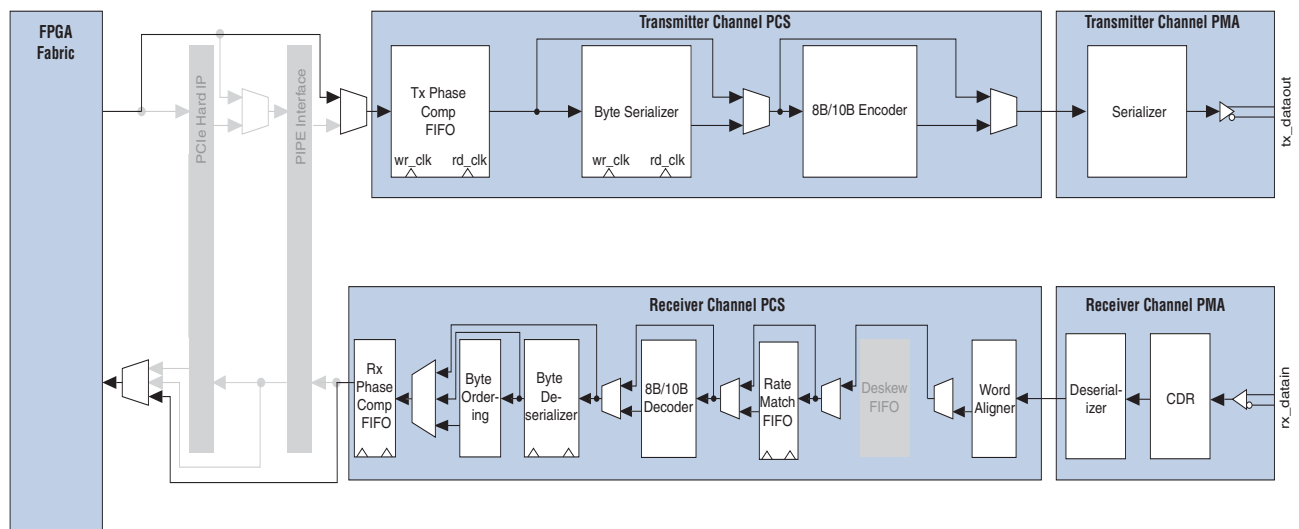 FPGA
Fabric
Transmitter Channel PCS
Transmitter Channel PMA
PCIe Hard IP
PIPE Interface
Tx Phase
Comp
FIFO
wr_clk
rd_clk
Byte Serializer
wr_clk
rd_clk
8B/10B Encoder
Serializer
tx_dataout
Receiver Channel PCS
Receiver Channel PMA
Rx
Phase
Comp
FIFO
Byte
Order-
ing
Byte
De-
serializer
8B/10B
Decoder
Rate
Match
FIFO
Deskew
FIFO
Word
Aligner
Deserial-
izer
CDR
rx_datain